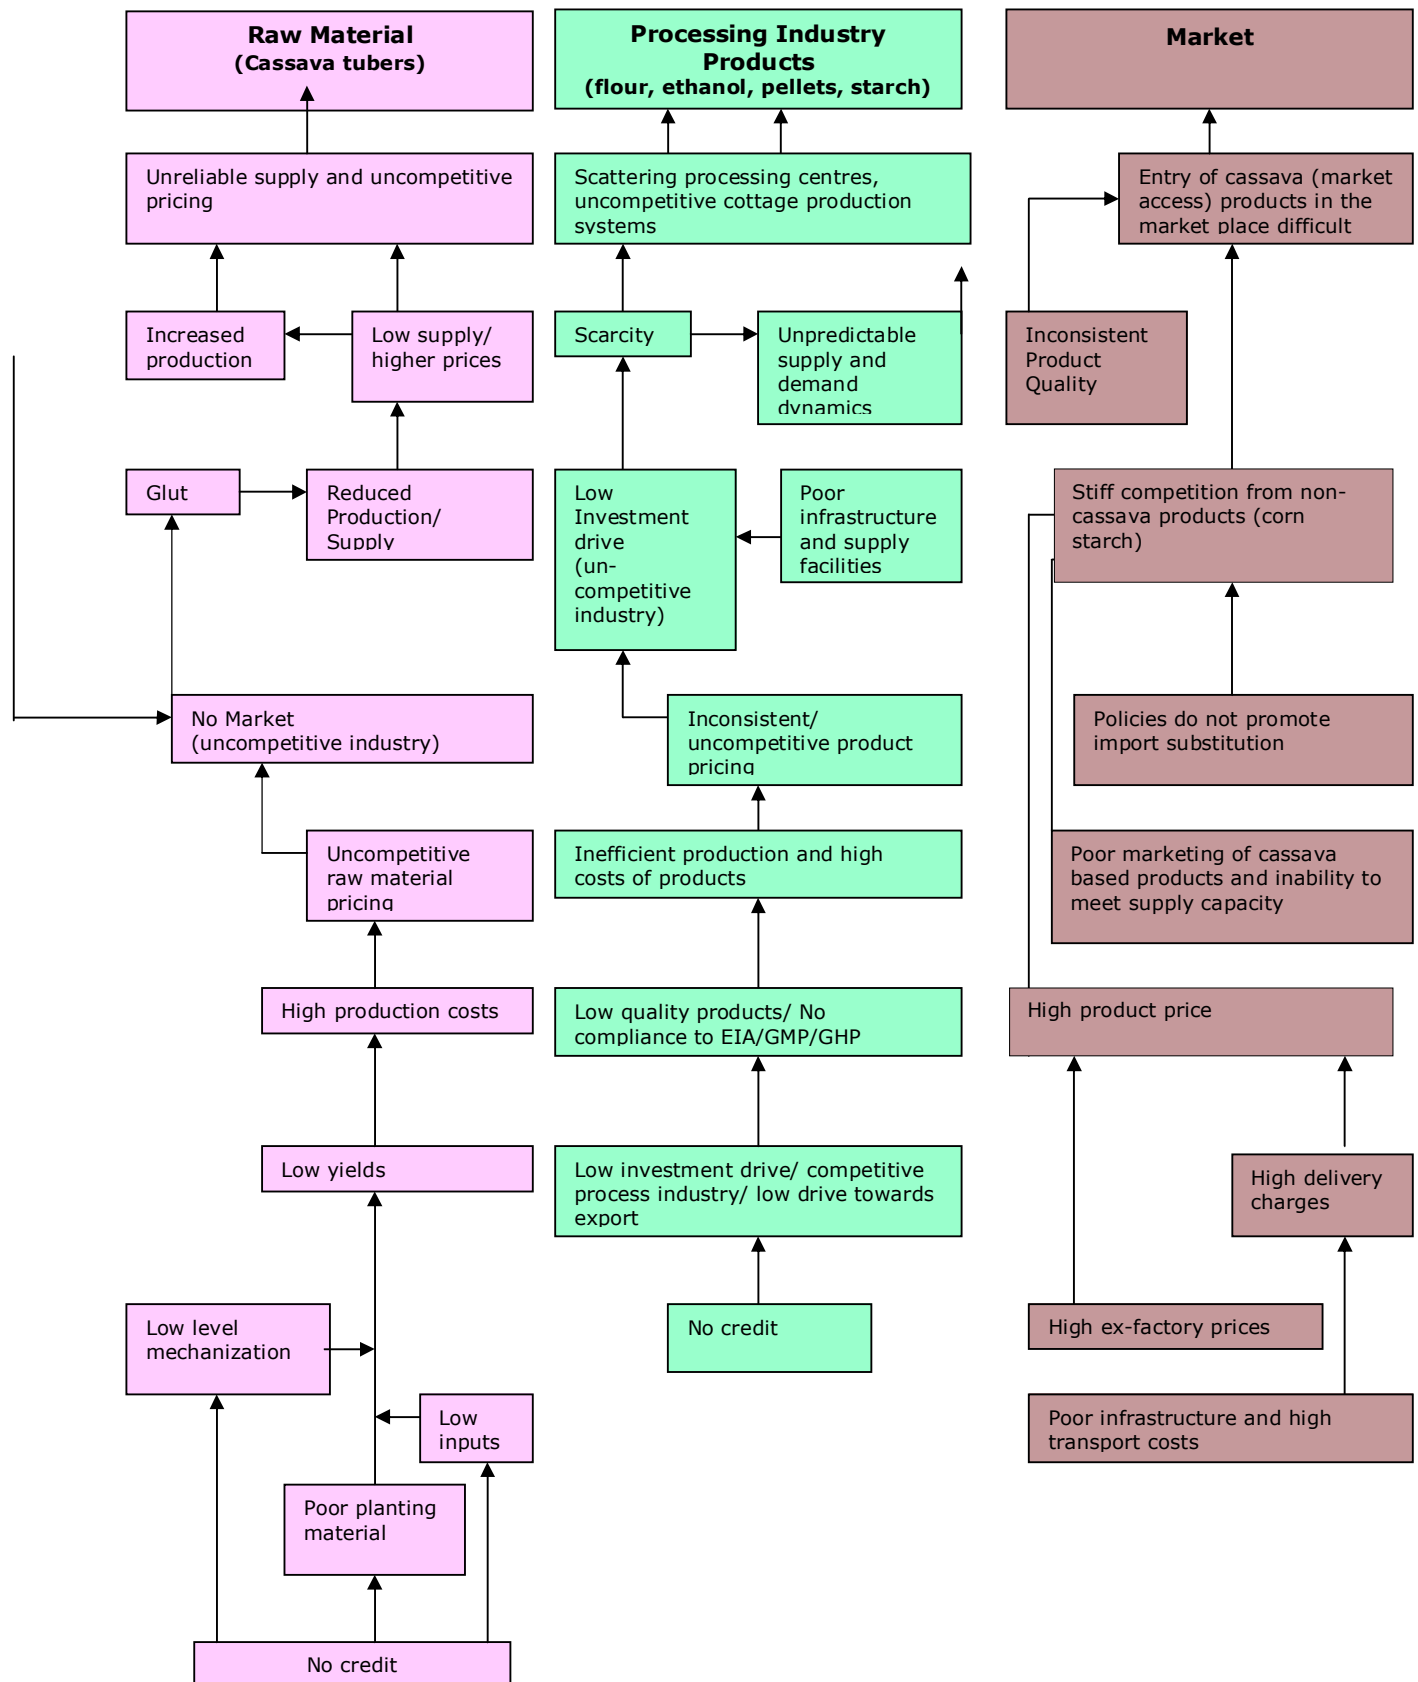 Raw Material
(Cassava tubers)
Unreliable supply and uncompetitive
pricing
Increased
production
Low supply/
higher prices
Glut
Reduced
Production/
Supply
No Market
(uncompetitive industry)
Uncompetitive
raw material
pricing
High production costs
Low yields
Low level
mechanization
Low
inputs
Poor planting
material
No credit
Processing Industry
Products
(flour, ethanol, pellets, starch)
Scattering processing centres,
uncompetitive cottage production
systems
Scarcity
Unpredictable
supply and
demand
dynamics
Low
Investment
drive
(un-
competitive
industry)
Poor
infrastructure
and supply
facilities
Inconsistent/
uncompetitive product
pricing
Inefficient production and high
costs of products
Low quality products/ No
compliance to EIA/GMP/GHP
Low investment drive/ competitive
process industry/ low drive towards
export
No credit
Market
Entry of cassava (market
access) products in the
market place difficult
Inconsistent
Product
Quality
Stiff competition from non-
cassava products (corn
starch)
Policies do not promote
import substitution
Poor marketing of cassava
based products and inability to
meet supply capacity
High product price
High delivery
charges
High ex-factory prices
Poor infrastructure and high
transport costs